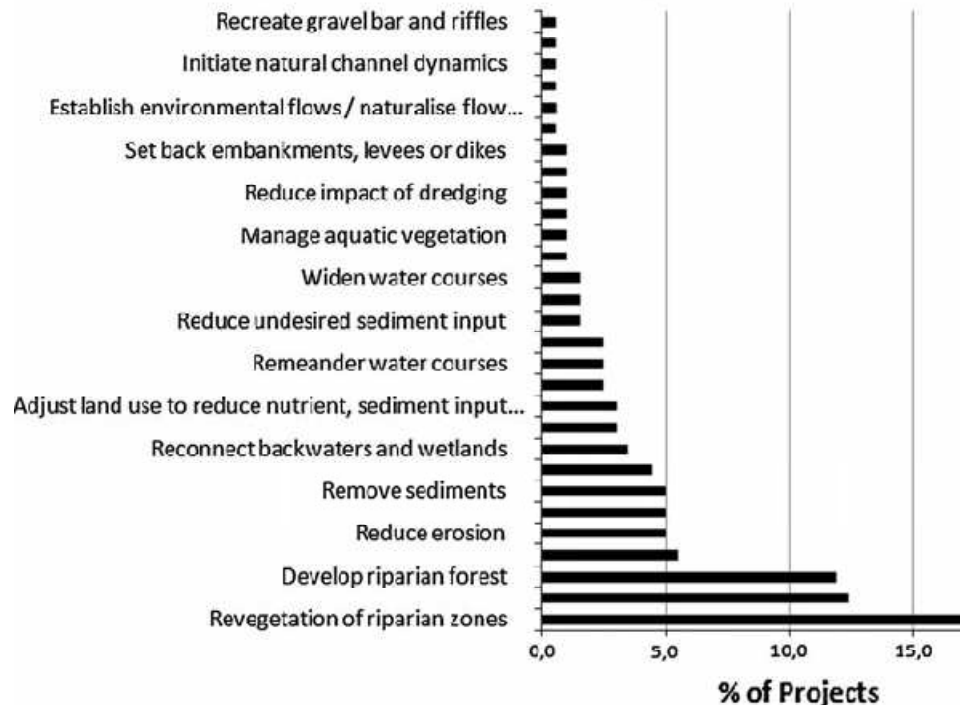 Recreate gravel bar and riffles
Initiate natural channel dynamics
Establish environmental flows / naturalise flow...
Set back embankments, levees or dikes
Reduce impact of dredging
Manage aquatic vegetation
Widen water courses
Reduce undesired sediment input
Remeander water courses
Adjust land use to reduce nutrient, sediment input...
Reconnect backwaters and wetlands
Remove sediments
Reduce erosion
Develop riparian forest
Revegetation of riparian zones
0,0 5,0 10,0 15,0
% of Projects